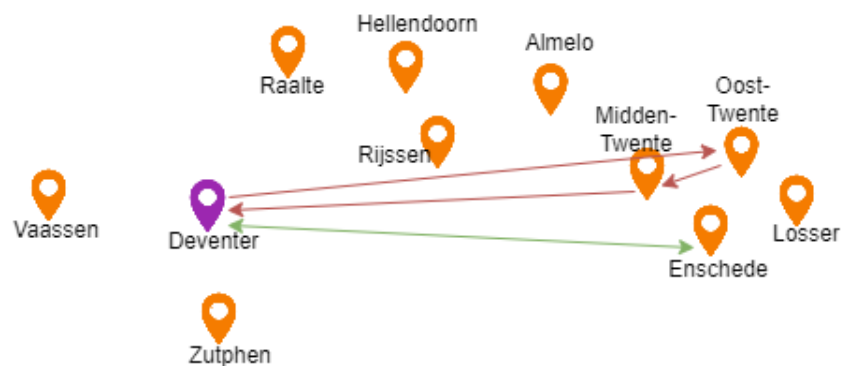 Hellendoorn
Almelo
Raalte
Oost-
Twente
Midden-
Twente
Rijssen
Vaassen
Deventer
Losser
Enschede
Zutphen